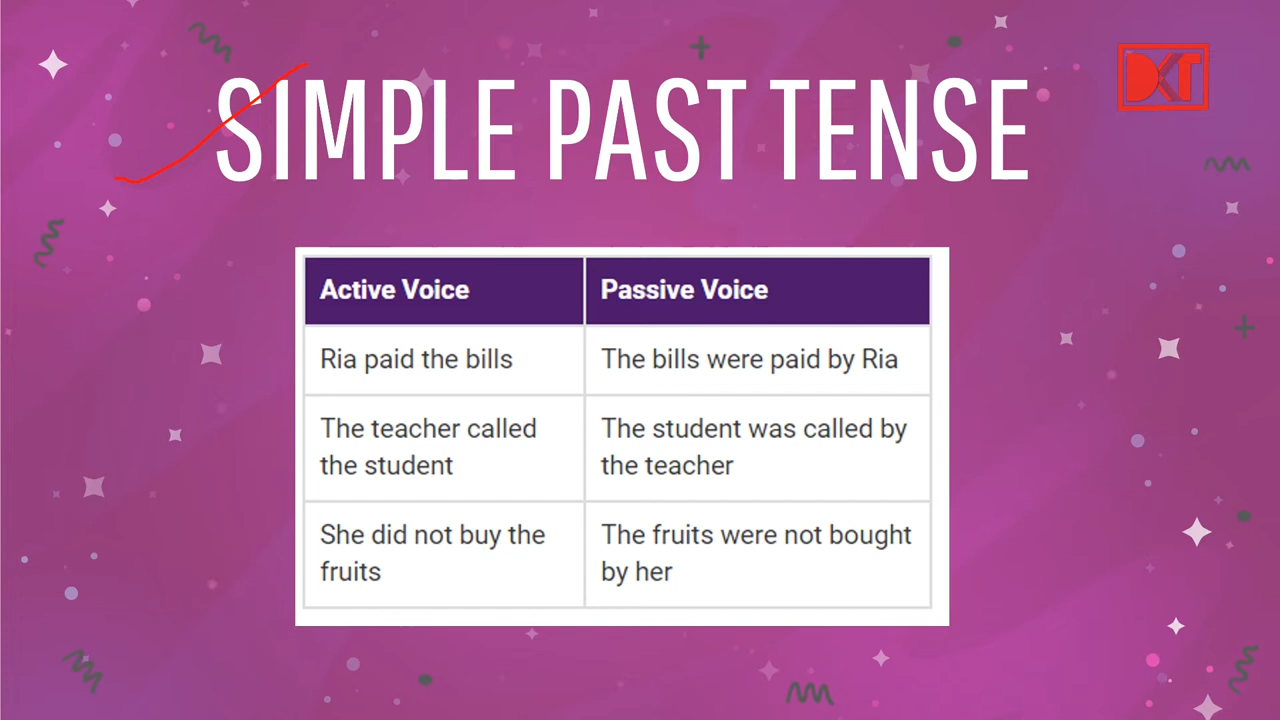 SIMPLE PAST TENSE
DKT
Active Voice Passive Voice
Ria paid the bills The bills were paid by Ria
The teacher called The student was called by
the student the teacher
She did not buy the The fruits were not bought
fruits by her